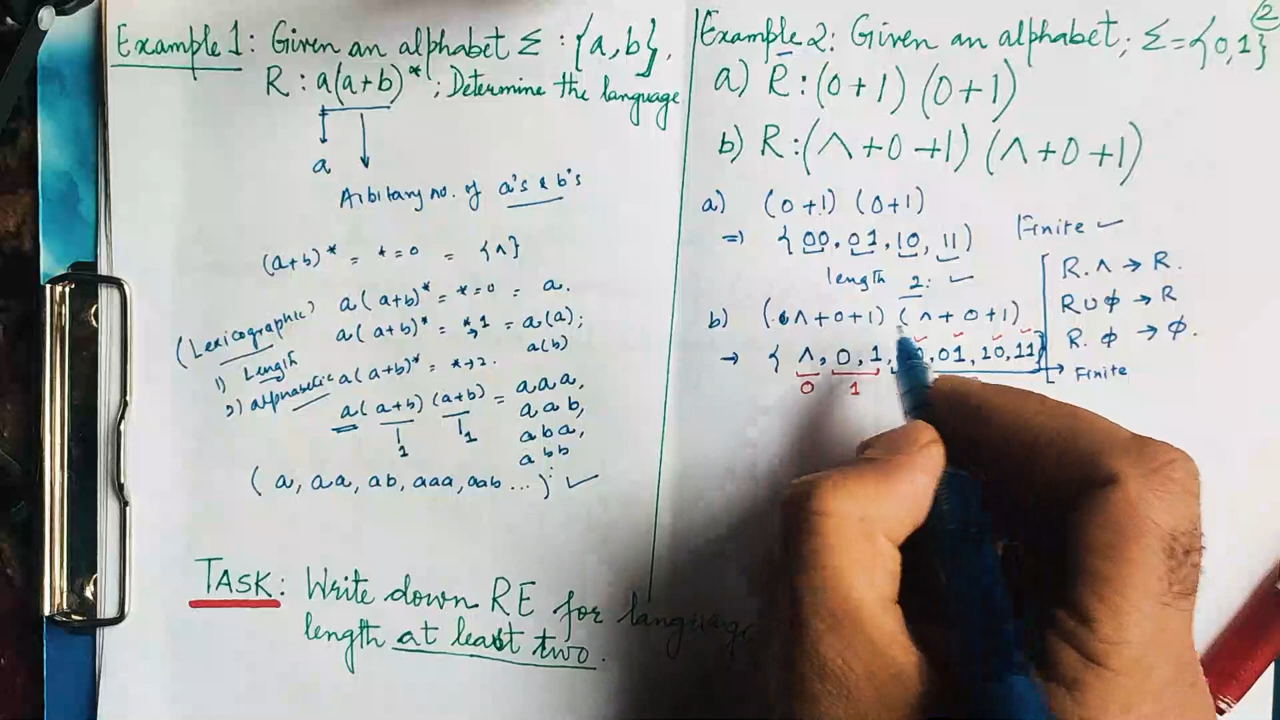 Example 1: Given an alphabet Σ : {a,b},
R : a(a+b)*; Determine the language
a
Arbitary no. of a's & b's
(a+b)* = *=0 = {∧}
(Lexicographic)
1) Length
2) alphabetic
a(a+b)* = *=0 = a.
a(a+b)* = *→1 = a(a);
a(b)
a(a+b)* = *→2.
a(a+b)(a+b) = aaa,
aab,
aba,
abb
1 1
(a, aa, ab, aaa, aab...) ✓
TASK: Write down RE for language
length at least two.
2
Example 2: Given an alphabet; Σ={0,1}
a) R:(0+1)(0+1)
b) R:(∧+0+1)(∧+0+1)
a) (0+1)(0+1)
⇒ {00,01,10,11} Finite ✓
length 2: ✓
b) (∧+0+1)(∧+0+1)
→ {∧,0,1, ,01,10,11}
0 1
Finite
R.∧ → R.
R∪ϕ → R
R.ϕ → ϕ.